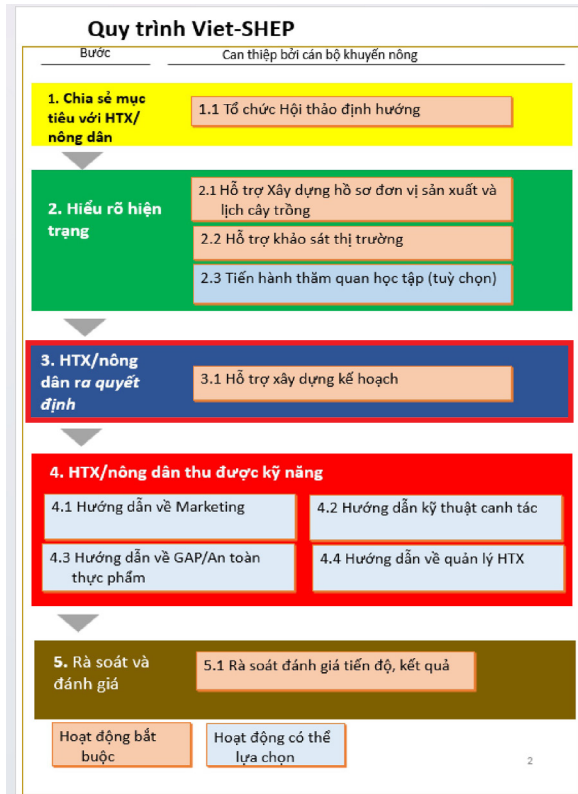 Quy trình Viet-SHEP
Bước
Can thiệp bởi cán bộ khuyến nông
1. Chia sẻ mục
tiêu với HTX/
nông dân
1.1 Tổ chức Hội thảo định hướng
2. Hiểu rõ hiện
trạng
2.1 Hỗ trợ Xây dựng hồ sơ đơn vị sản xuất và
lịch cây trồng
2.2 Hỗ trợ khảo sát thị trường
2.3 Tiến hành thăm quan học tập (tuỳ chọn)
3. HTX/nông
dân ra quyết
định
3.1 Hỗ trợ xây dựng kế hoạch
4. HTX/nông dân thu được kỹ năng
4.1 Hướng dẫn về Marketing
4.2 Hướng dẫn kỹ thuật canh tác
4.3 Hướng dẫn về GAP/An toàn
thực phẩm
4.4 Hướng dẫn về quản lý HTX
5. Rà soát và
đánh giá
5.1 Rà soát đánh giá tiến độ, kết quả
Hoạt động bắt
buộc
Hoạt động có thể
lựa chọn
2